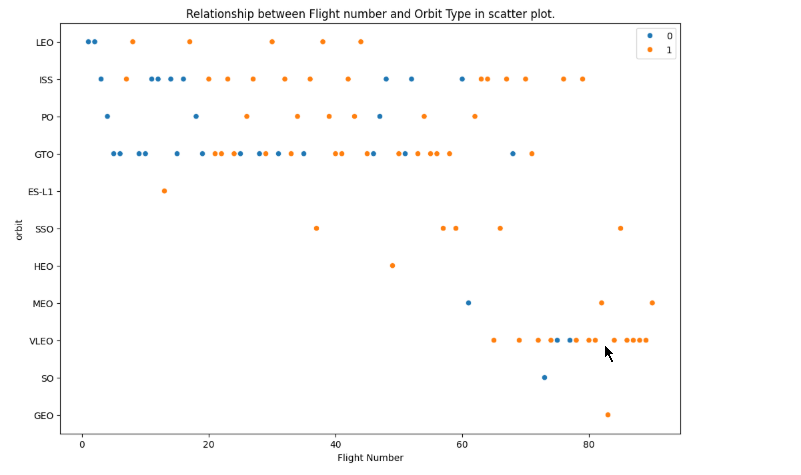 Relationship between Flight number and Orbit Type in scatter plot.
0
1
LEO
ISS
PO
GTO
ES-L1
SSO
HEO
MEO
VLEO
SO
GEO
orbit
0 20 40 60 80
Flight Number